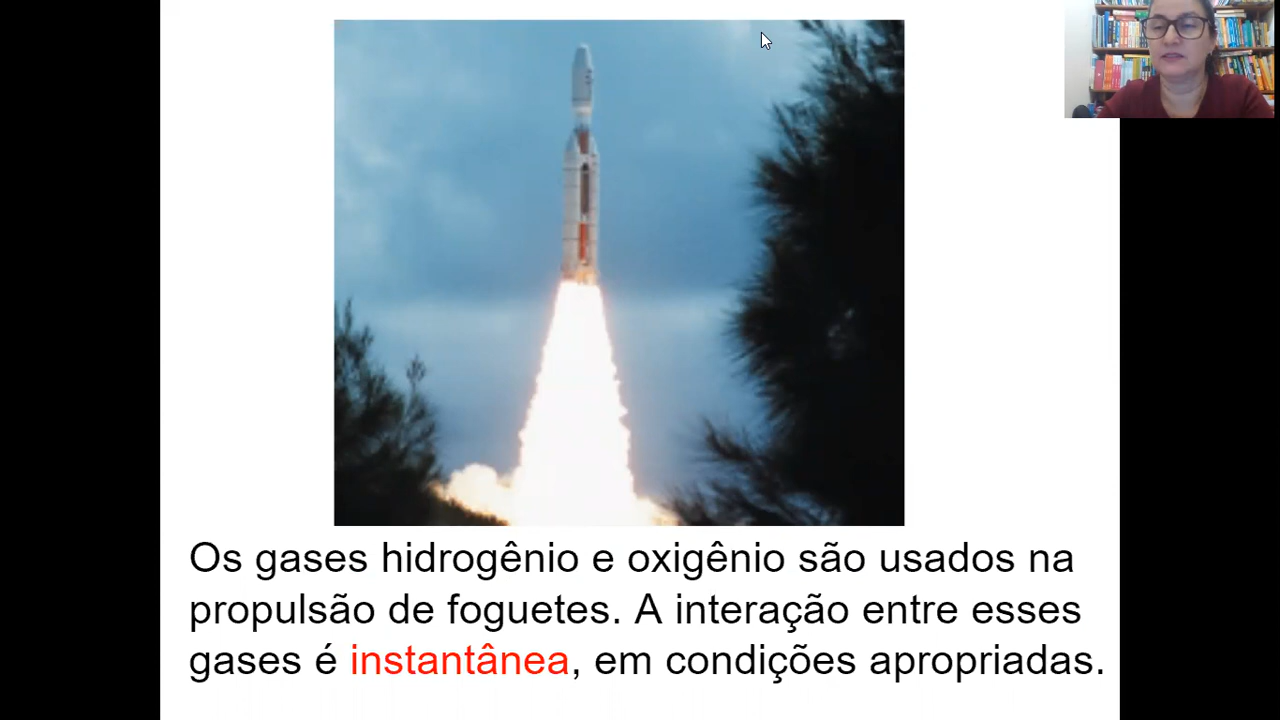 Os gases hidrogênio e oxigênio são usados na
propulsão de foguetes. A interação entre esses
gases é instantânea, em condições apropriadas.